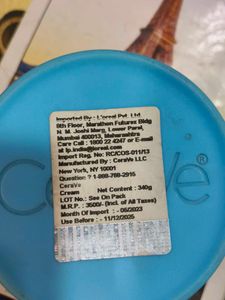 Imported By : L'oreal Pvt. Ltd.
9th Floor, Marathon Futurex Bldg
N. M. Joshi Marg, Lower Parel,
Mumbai 400013, Maharashtra
Care Call : 1800 22 4247 or E-mail
at ip.india@loreal.com
Import Reg. No: RC/COS-011/13
Manufactured By : CeraVe LLC
New York, NY 10001
Question ? 1-888-768-2915
CeraVe
Cream Net Content : 340g
LOT No: See On Pack
M.R.P. : 3500/- (Incl. of All Taxes)
Month Of Import : - 06/2023
Use Before : - 11/12/2025
CeraVe
®